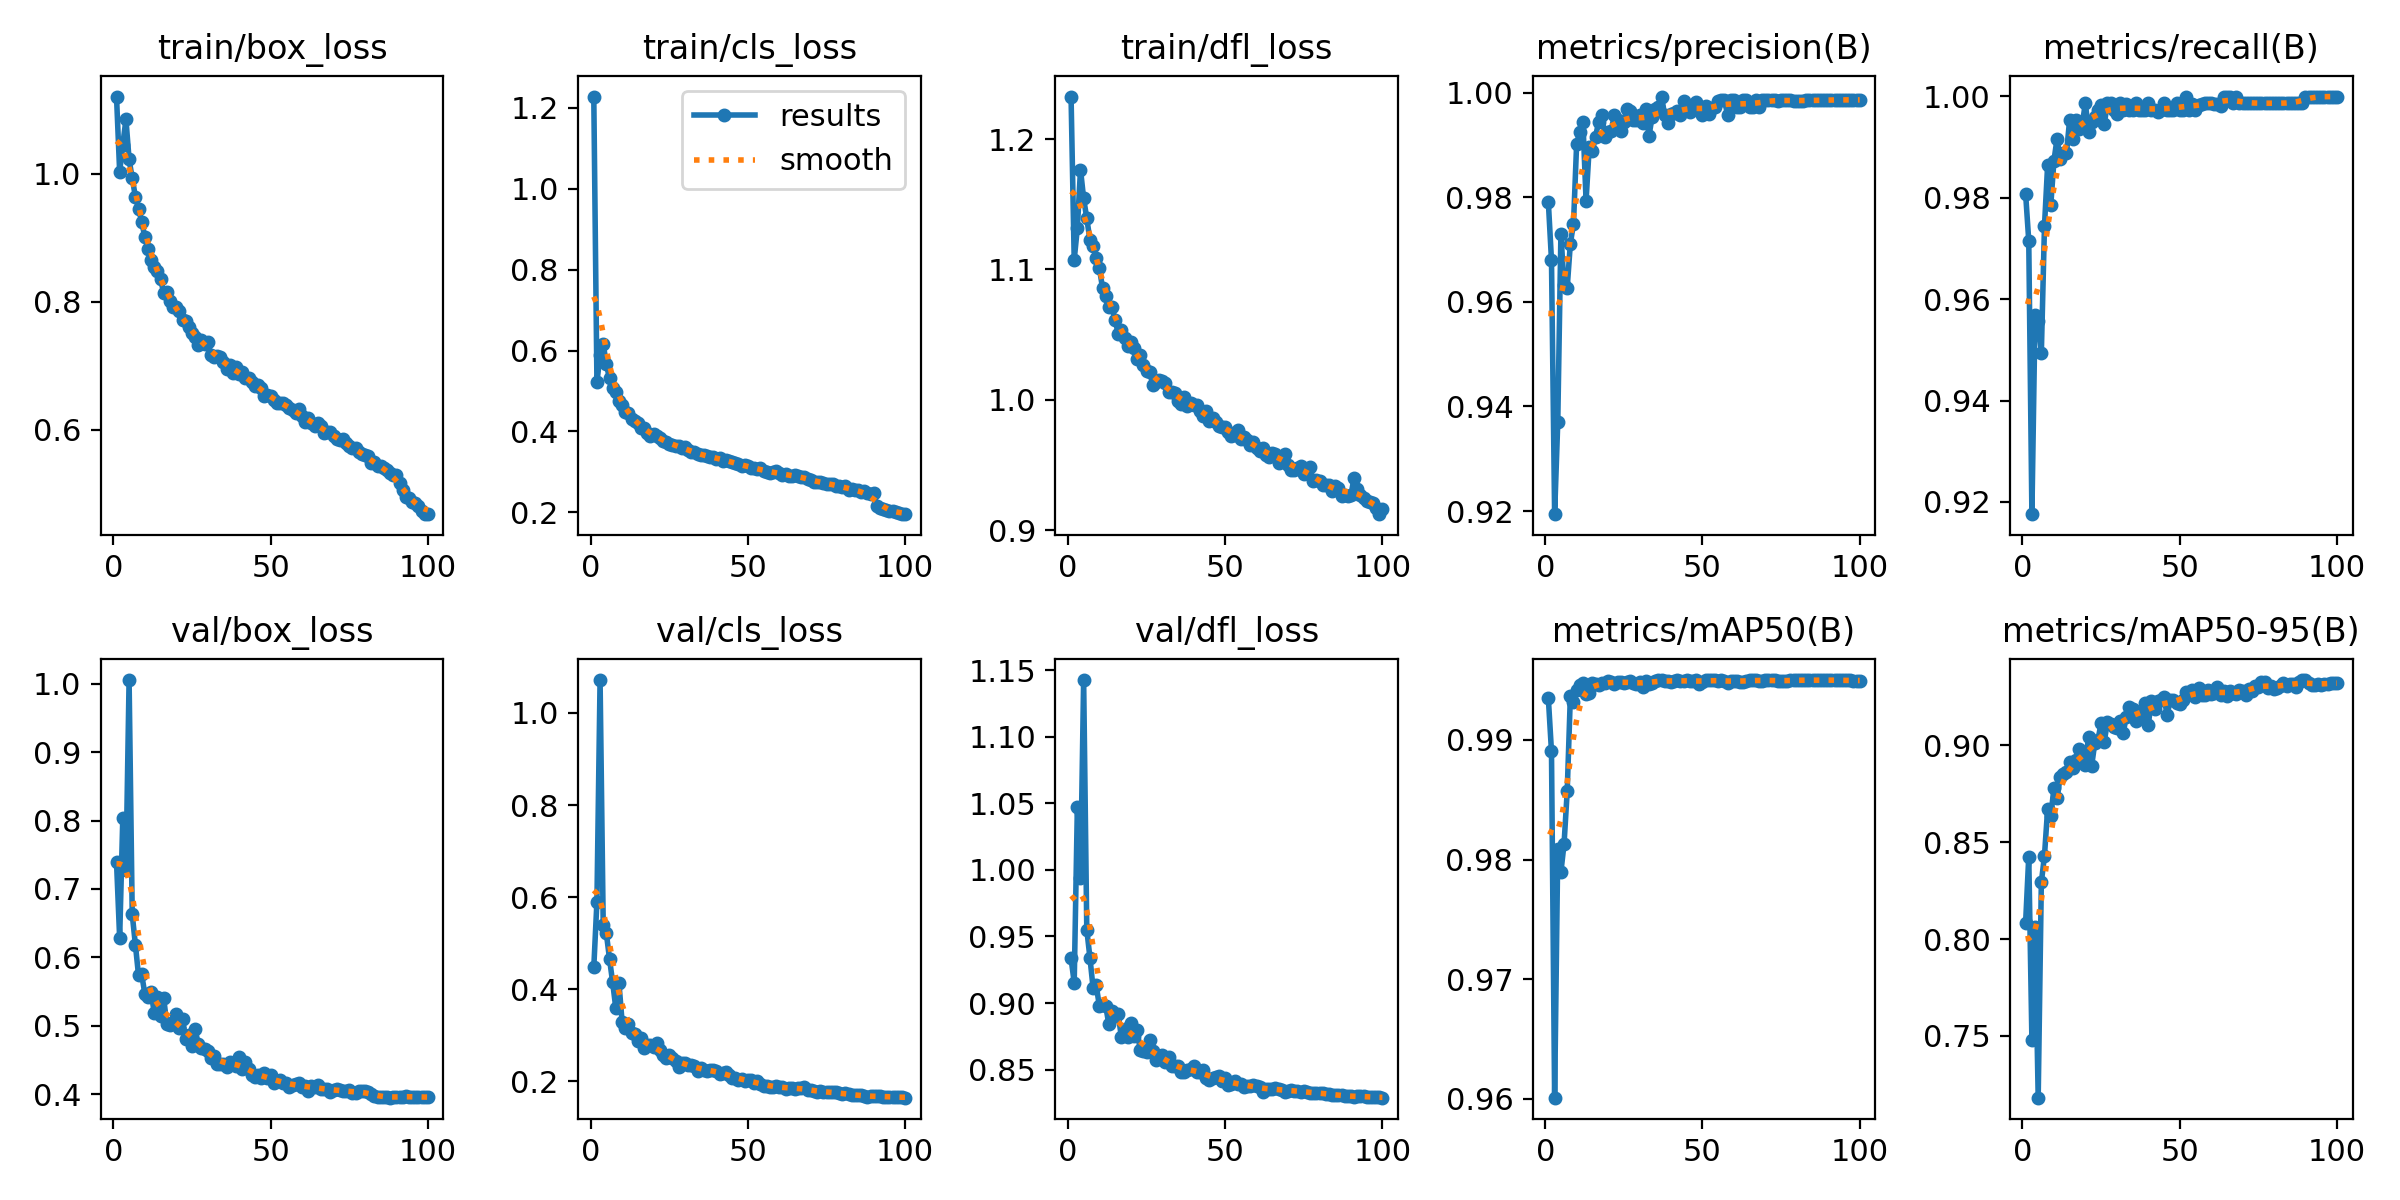 train/box_loss
1.0
0.8
0.6
0 50 100
train/cls_loss
results
smooth
1.2
1.0
0.8
0.6
0.4
0.2
0 50 100
train/dfl_loss
1.2
1.1
1.0
0.9
0 50 100
metrics/precision(B)
1.00
0.98
0.96
0.94
0.92
0 50 100
metrics/recall(B)
1.00
0.98
0.96
0.94
0.92
0 50 100
val/box_loss
1.0
0.9
0.8
0.7
0.6
0.5
0.4
0 50 100
val/cls_loss
1.0
0.8
0.6
0.4
0.2
0 50 100
val/dfl_loss
1.15
1.10
1.05
1.00
0.95
0.90
0.85
0 50 100
metrics/mAP50(B)
0.99
0.98
0.97
0.96
0 50 100
metrics/mAP50-95(B)
0.90
0.85
0.80
0.75
0 50 100